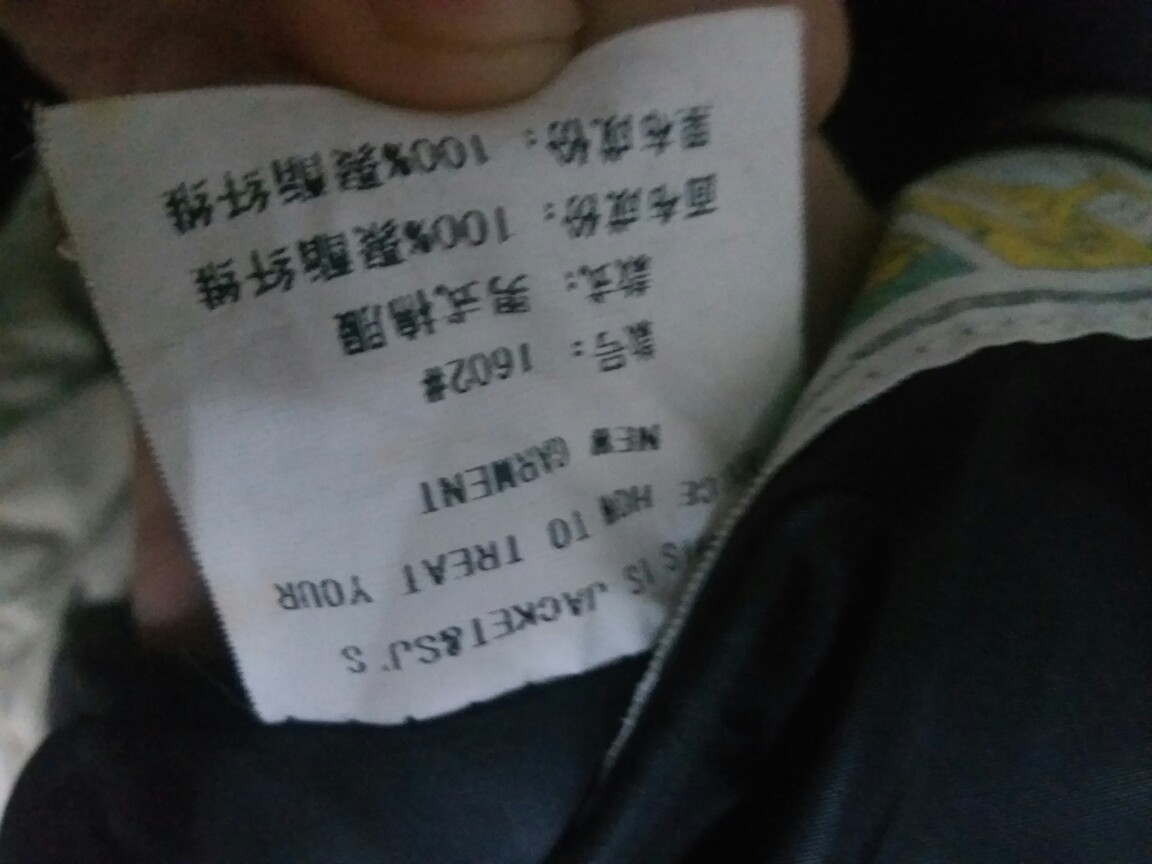 IS JACKET&SJ'S
HOW TO TREAT YOUR
NEW GARMENT
款号：1602#
款式：男式棉服
面布成份：100%聚酯纤维
里布成份：100%聚酯纤维